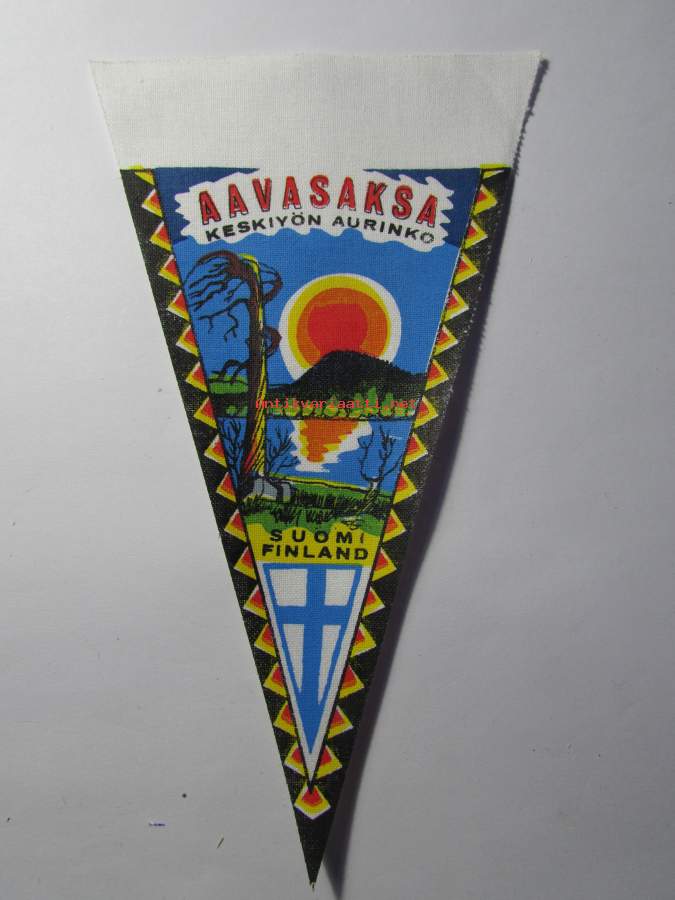 AAVASAKSA
KESKIYÖN AURINKO
antikvariaatti.net
SUOMI
FINLAND